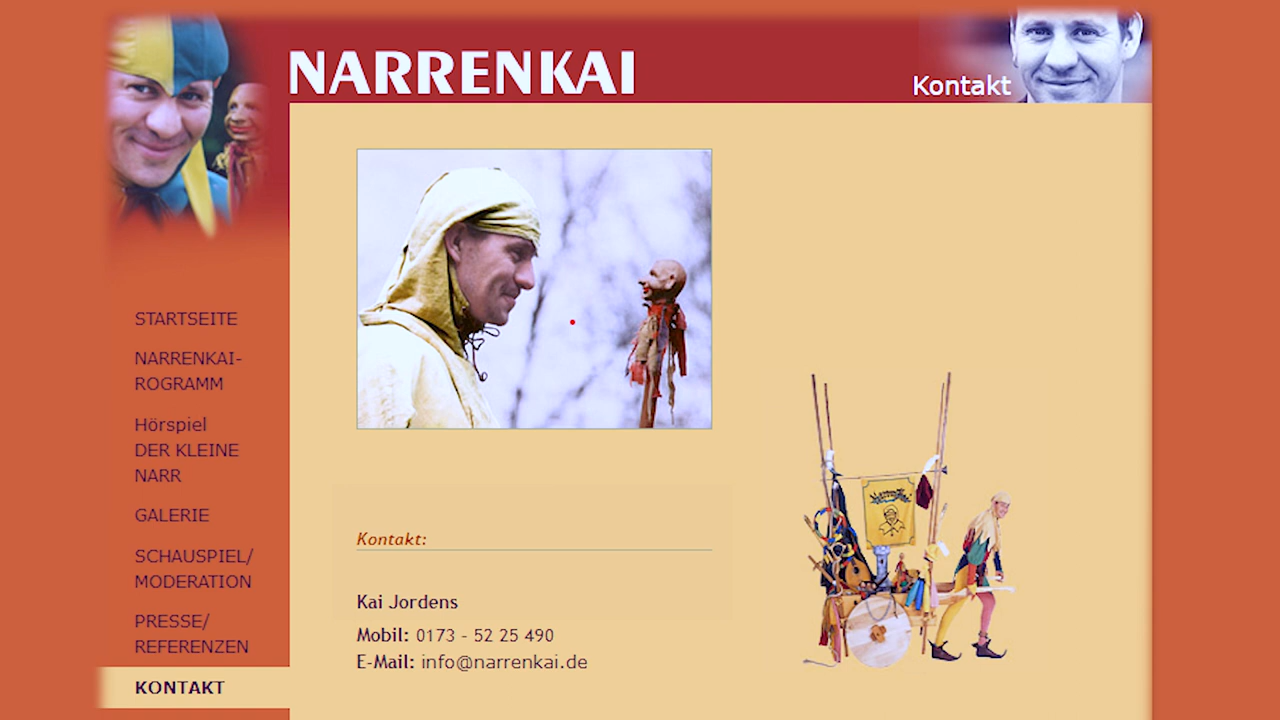 NARRENKAI
Kontakt
STARTSEITE
NARRENKAI-
ROGRAMM
Hörspiel
DER KLEINE
NARR
GALERIE
SCHAUSPIEL/
MODERATION
PRESSE/
REFERENZEN
KONTAKT
Kontakt:
Kai Jordens
Mobil: 0173 - 52 25 490
E-Mail: info@narrenkai.de